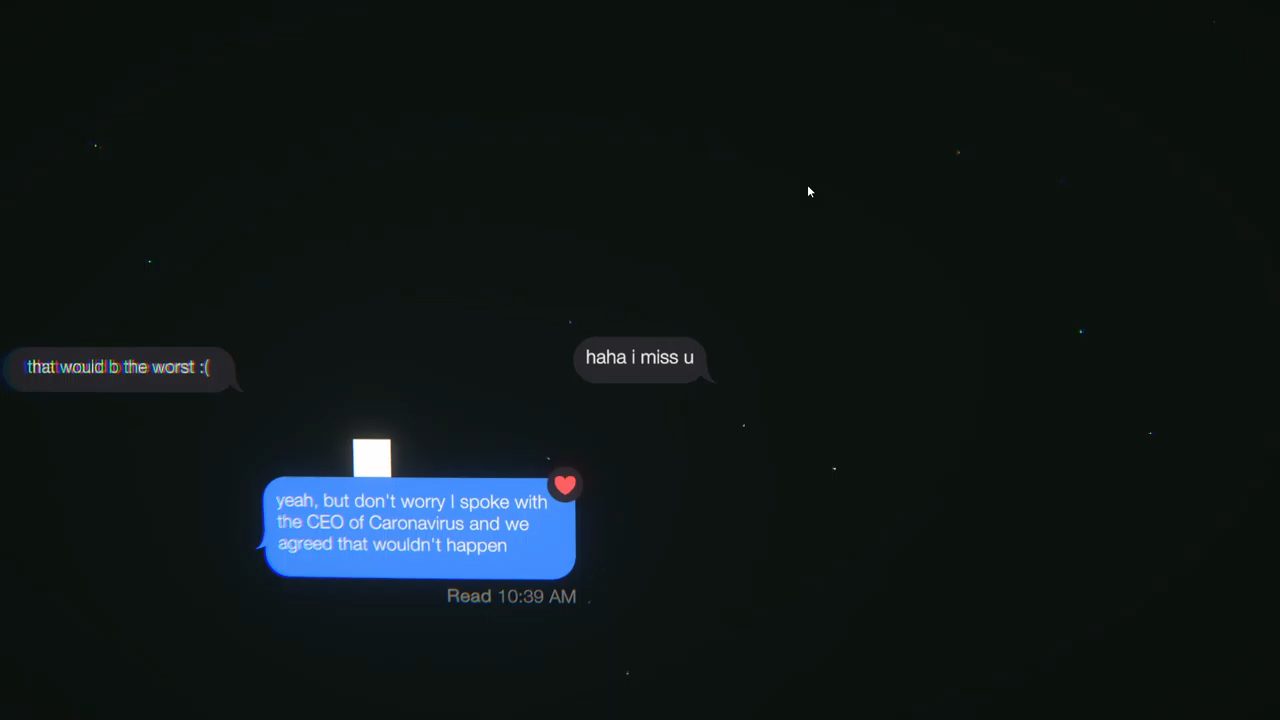 that would b the worst :(
haha i miss u
yeah, but don't worry I spoke with
the CEO of Caronavirus and we
agreed that wouldn't happen
Read 10:39 AM